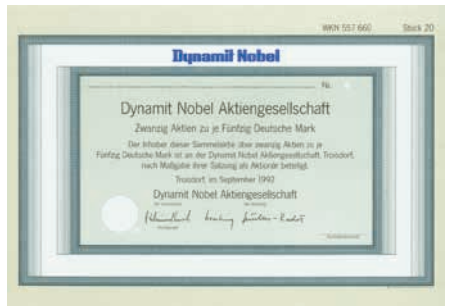 WKN 557 660 Stück 20
Dynamit Nobel
Nr.
Dynamit Nobel Aktiengesellschaft
Zwanzig Aktien zu je Fünfzig Deutsche Mark
Der Inhaber dieser Sammelaktie über zwanzig Aktien zu je
Fünfzig Deutsche Mark ist an der Dynamit Nobel Aktiengesellschaft, Troisdorf,
nach Maßgabe ihrer Satzung als Aktionär beteiligt.
Troisdorf, im September 1992
Dynamit Nobel Aktiengesellschaft